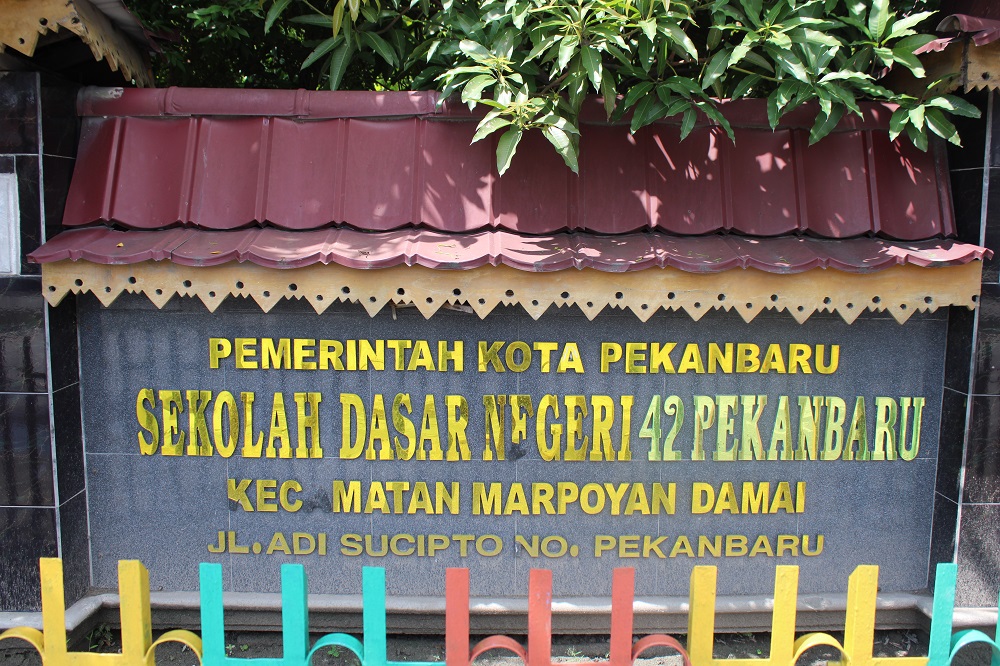 PEMERINTAH KOTA PEKANBARU
SEKOLAH DASAR NEGERI 42 PEKANBARU
KEC MATAN MARPOYAN DAMAI
JL. ADI SUCIPTO NO. PEKANBARU